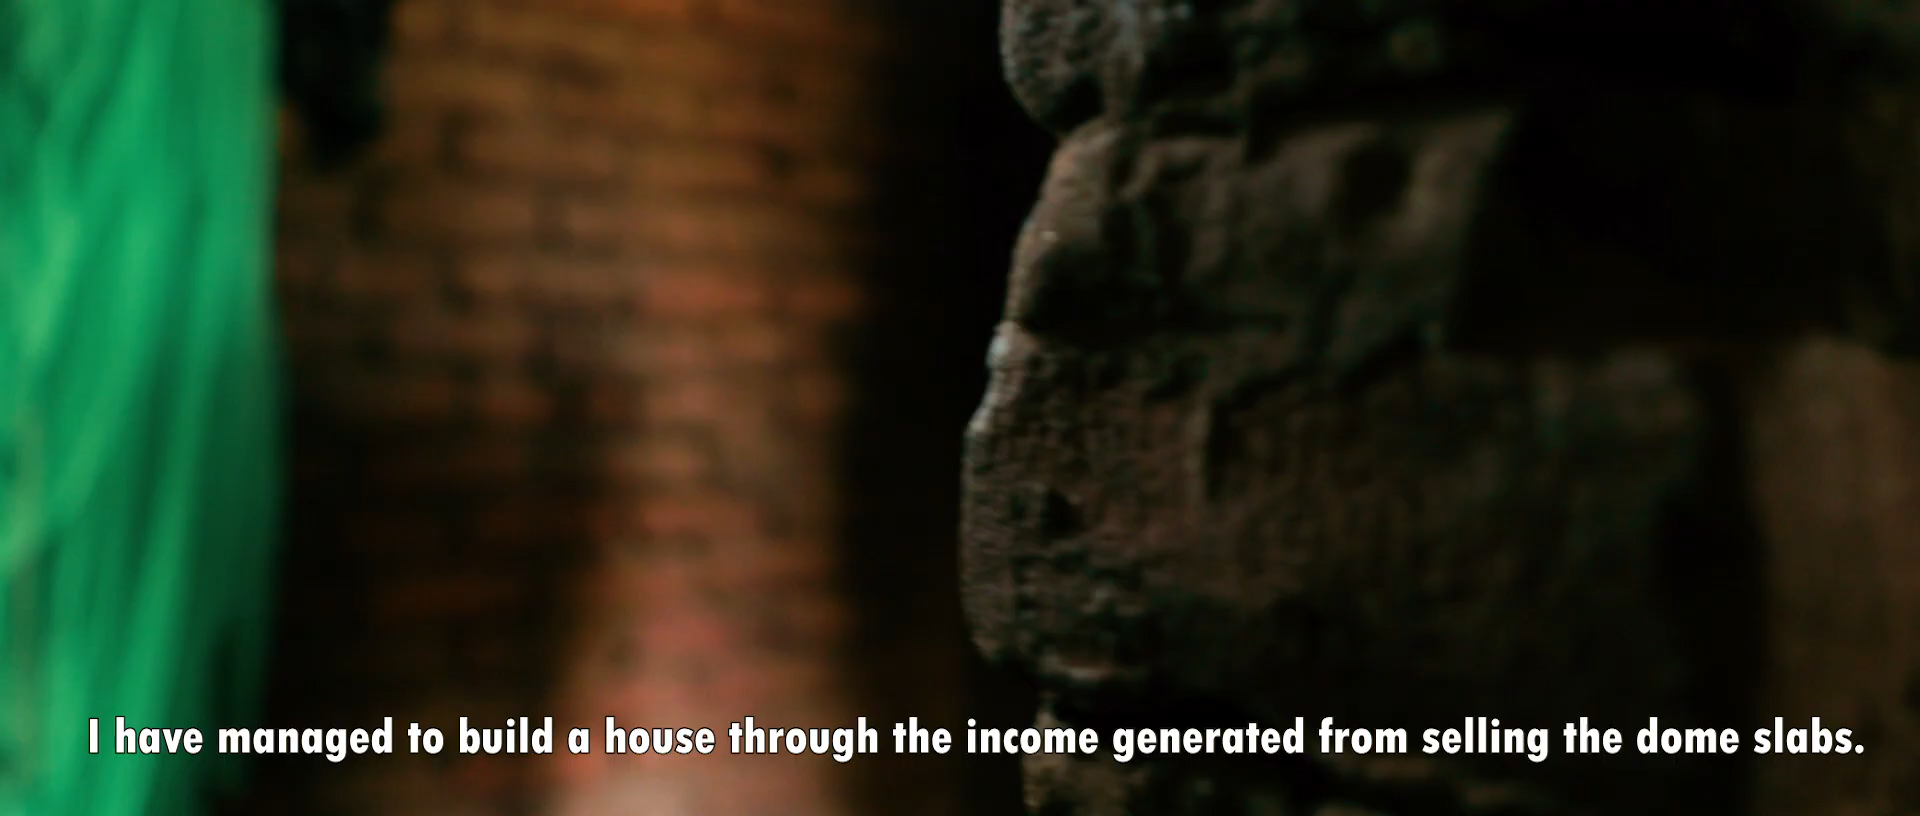 I have managed to build a house through the income generated from selling the dome slabs.